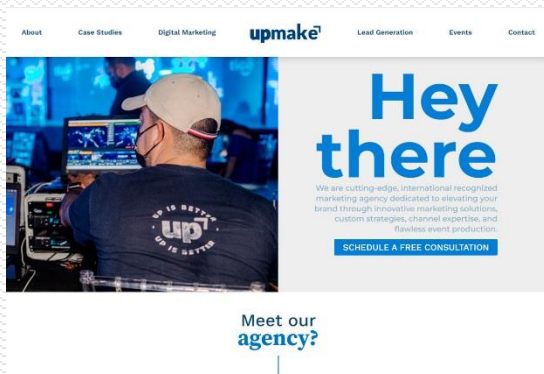 About
Case Studies
Digital Marketing
upmake
Lead Generation
Events
Contact
Hey
there
We are cutting-edge, international recognized
marketing agency dedicated to elevating your
brand through innovative marketing solutions,
custom strategies, channel expertise, and
flawless event production.
SCHEDULE A FREE CONSULTATION
UP IS BETTER
up
UP IS BETTER
Meet our
agency?